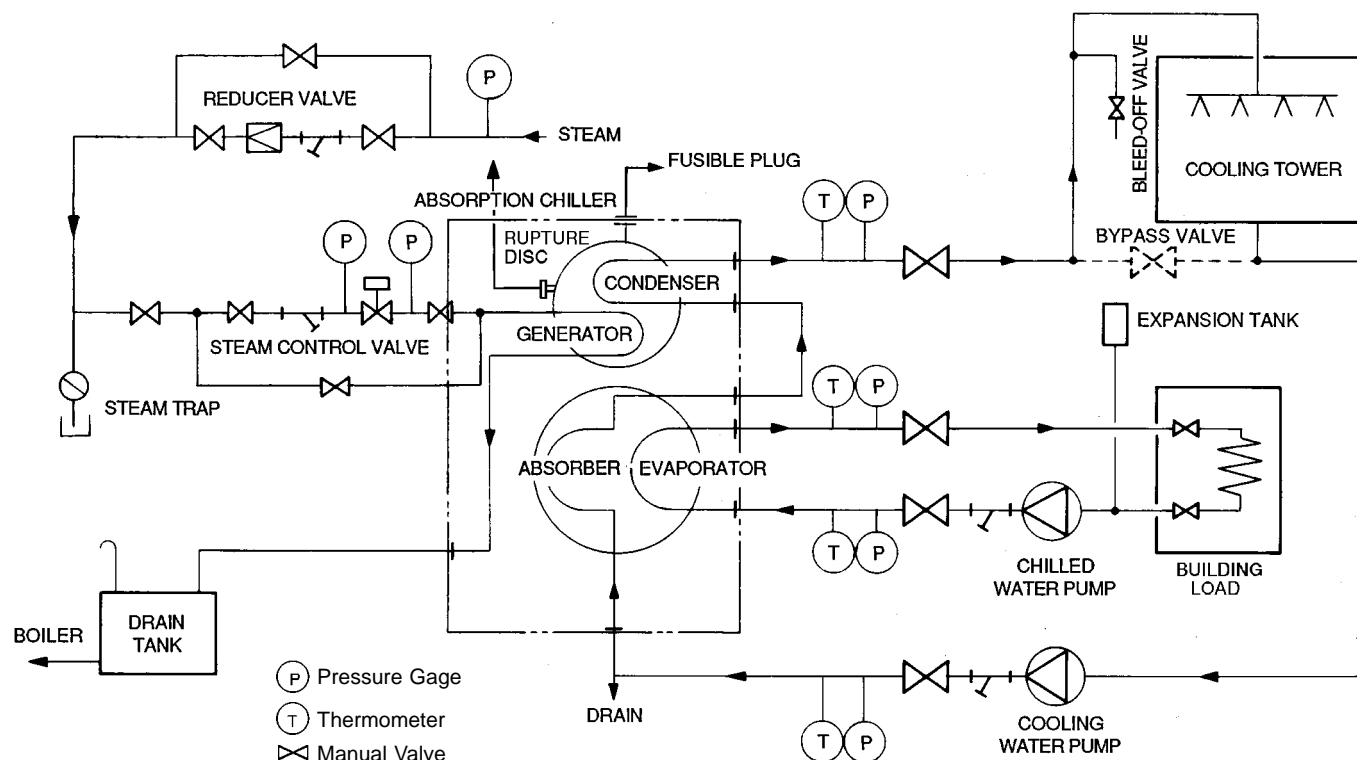 P
REDUCER VALVE
STEAM
BLEED-OFF VALVE
COOLING TOWER
FUSIBLE PLUG
ABSORPTION CHILLER
T P
RUPTURE
DISC
BYPASS VALVE
P P
CONDENSER
EXPANSION TANK
GENERATOR
STEAM CONTROL VALVE
T P
STEAM TRAP
ABSORBER
EVAPORATOR
T P
CHILLED
WATER PUMP
BUILDING
LOAD
DRAIN
TANK
BOILER
P Pressure Gage
T Thermometer
Manual Valve
DRAIN
T P
COOLING
WATER PUMP